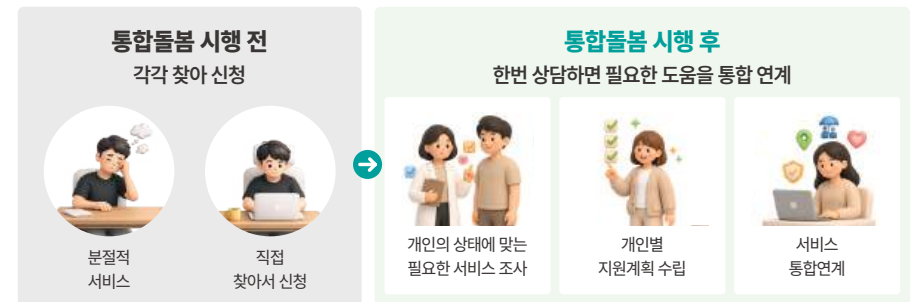 통합돌봄 시행 전
각각 찾아 신청
분절적
서비스
직접
찾아서 신청
통합돌봄 시행 후
한번 상담하면 필요한 도움을 통합 연계
개인의 상태에 맞는
필요한 서비스 조사
개인별
지원계획 수립
서비스
통합연계